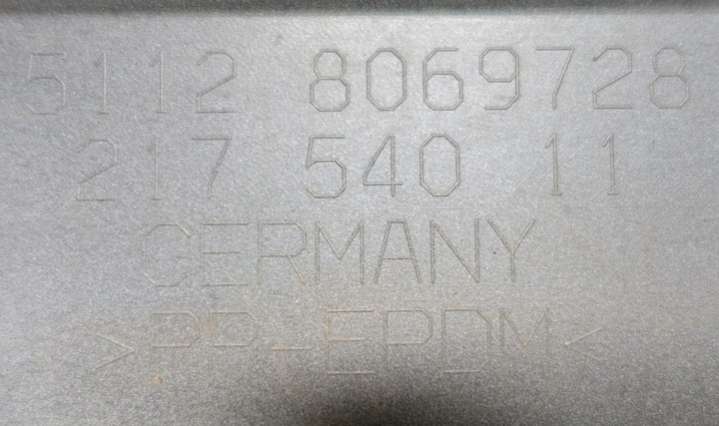 5112 8069728
217 540 11
GERMANY
>PP-EPDM<